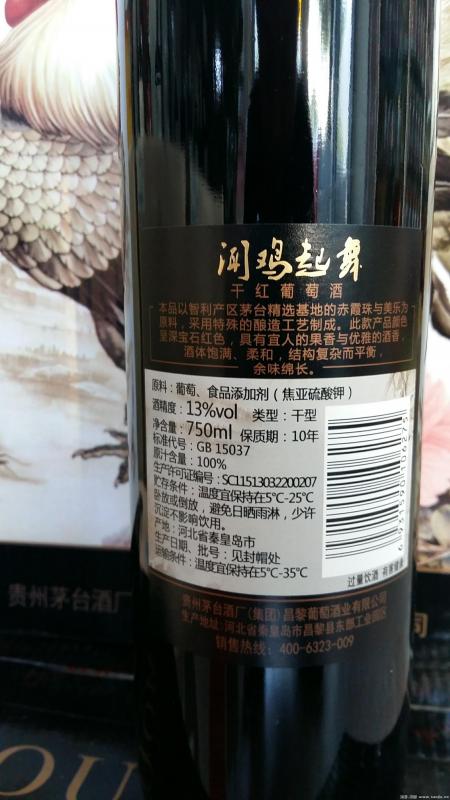 闻鸡起舞
干红葡萄酒
本品以智利产区茅台精选基地的赤霞珠与美乐为
原料，采用特殊的酿造工艺制成。此款产品颜色
呈深宝石红色，具有宜人的果香与优雅的酒香，
酒体饱满、柔和，结构复杂而平衡，
余味绵长。
原料：葡萄、食品添加剂（焦亚硫酸钾）
酒精度：13%vol 类型：干型
净含量：750ml 保质期：10年
标准代号：GB 15037
原汁含量：100%
生产许可证编号：SC11513032200207
贮存条件：温度宜保持在5℃-25℃
卧放或倒放，避免日晒雨淋，少许
沉淀不影响饮用。
产地：河北省秦皇岛市
生产日期、批号：见封帽处
运输条件：温度宜保持在5℃-35℃
过量饮酒 有害健康
贵州茅台酒厂（集团）昌黎葡萄酒业有限公司
生产地址：河北省秦皇岛市昌黎县东部工业园区
销售热线：400-6323-009
贵州茅台酒厂
司
OU